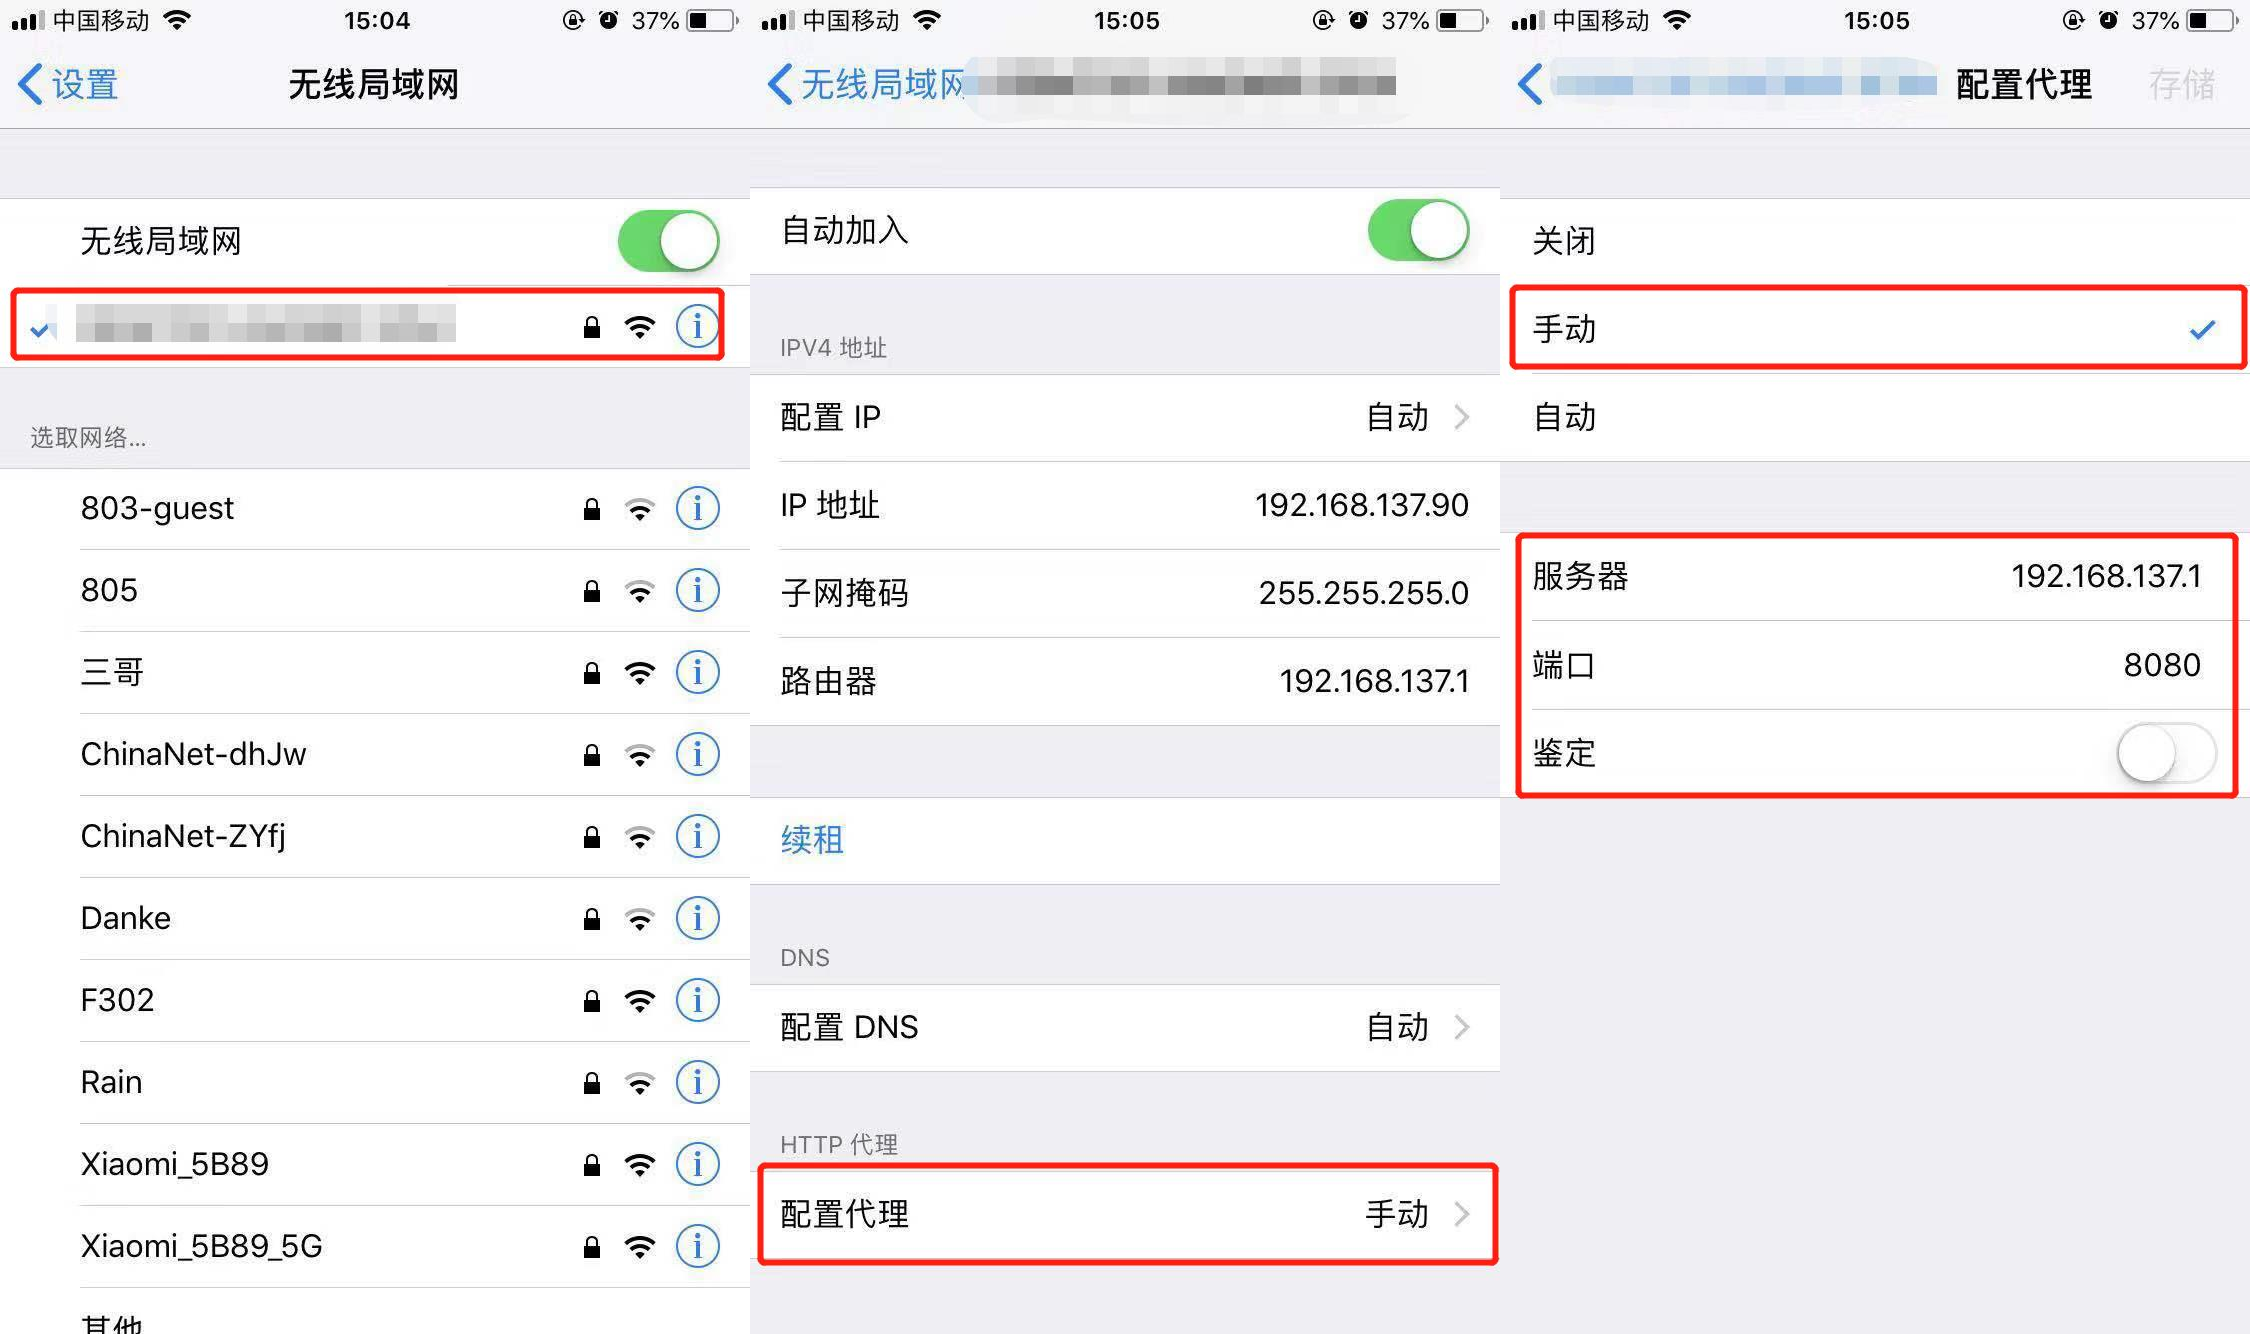 中国移动 15:04 37%
设置 无线局域网
无线局域网
选取网络...
803-guest
805
三哥
ChinaNet-dhJw
ChinaNet-ZYfj
Danke
F302
Rain
Xiaomi_5B89
Xiaomi_5B89_5G
其他
中国移动 15:05 37%
无线局域网
自动加入
IPV4 地址
配置 IP 自动
IP 地址 192.168.137.90
子网掩码 255.255.255.0
路由器 192.168.137.1
续租
DNS
配置 DNS 自动
HTTP 代理
配置代理 手动
中国移动 15:05 37%
配置代理 存储
关闭
手动
自动
服务器 192.168.137.1
端口 8080
鉴定